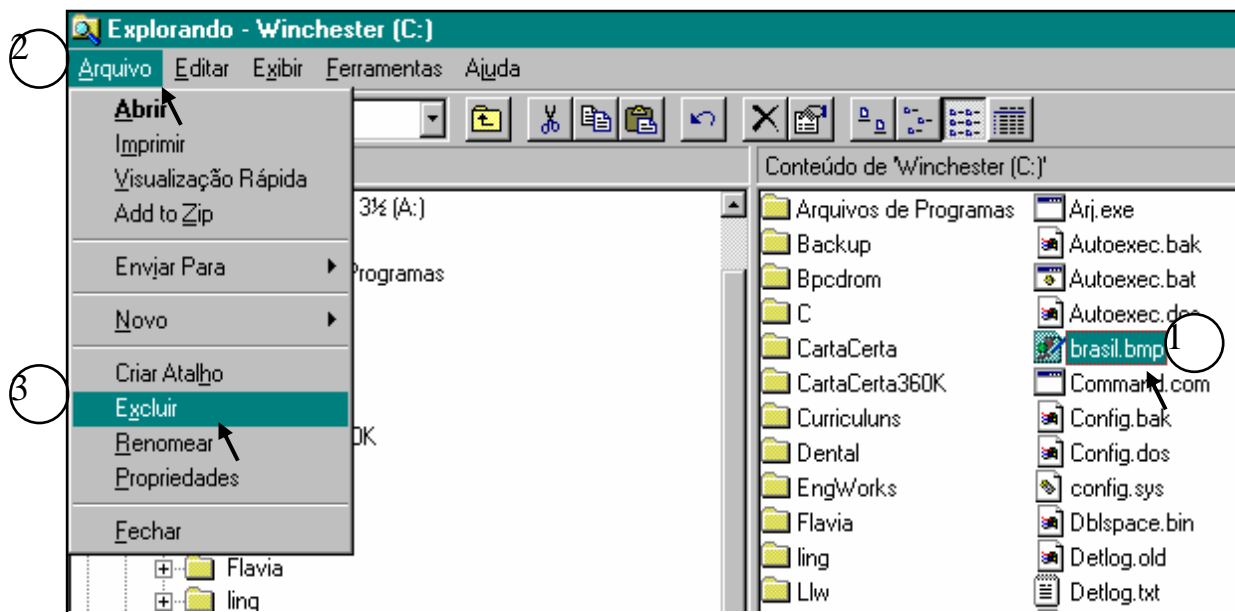 Explorando - Winchester (C:)
2
Arquivo Editar Exibir Ferramentas Ajuda
Abrir
Imprimir
Visualização Rápida
Add to Zip
Enviar Para
Novo
Criar Atalho
3
Excluir
Renomear
Propriedades
Fechar
3½ (A:)
Programas
0K
Flavia
ling
Conteúdo de 'Winchester (C:)'
Arquivos de Programas
Backup
Bpcdrom
C
CartaCerta
CartaCerta360K
Curriculuns
Dental
EngWorks
Flavia
ling
Llw
Arj.exe
Autoexec.bak
Autoexec.bat
Autoexec.dos
brasil.bmp 1
Command.com
Config.bak
Config.dos
config.sys
Dblspace.bin
Detlog.old
Detlog.txt